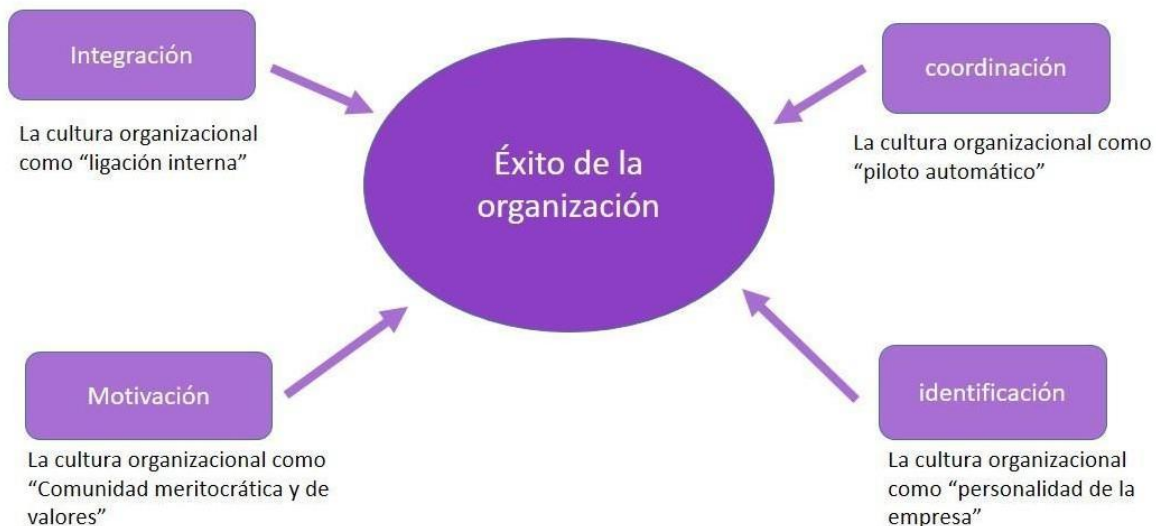 Integración
La cultura organizacional
como “ligación interna”
coordinación
La cultura organizacional como
“piloto automático”
Éxito de la
organización
Motivación
La cultura organizacional como
“Comunidad meritocrática y de
valores”
identificación
La cultura organizacional
como “personalidad de la
empresa”